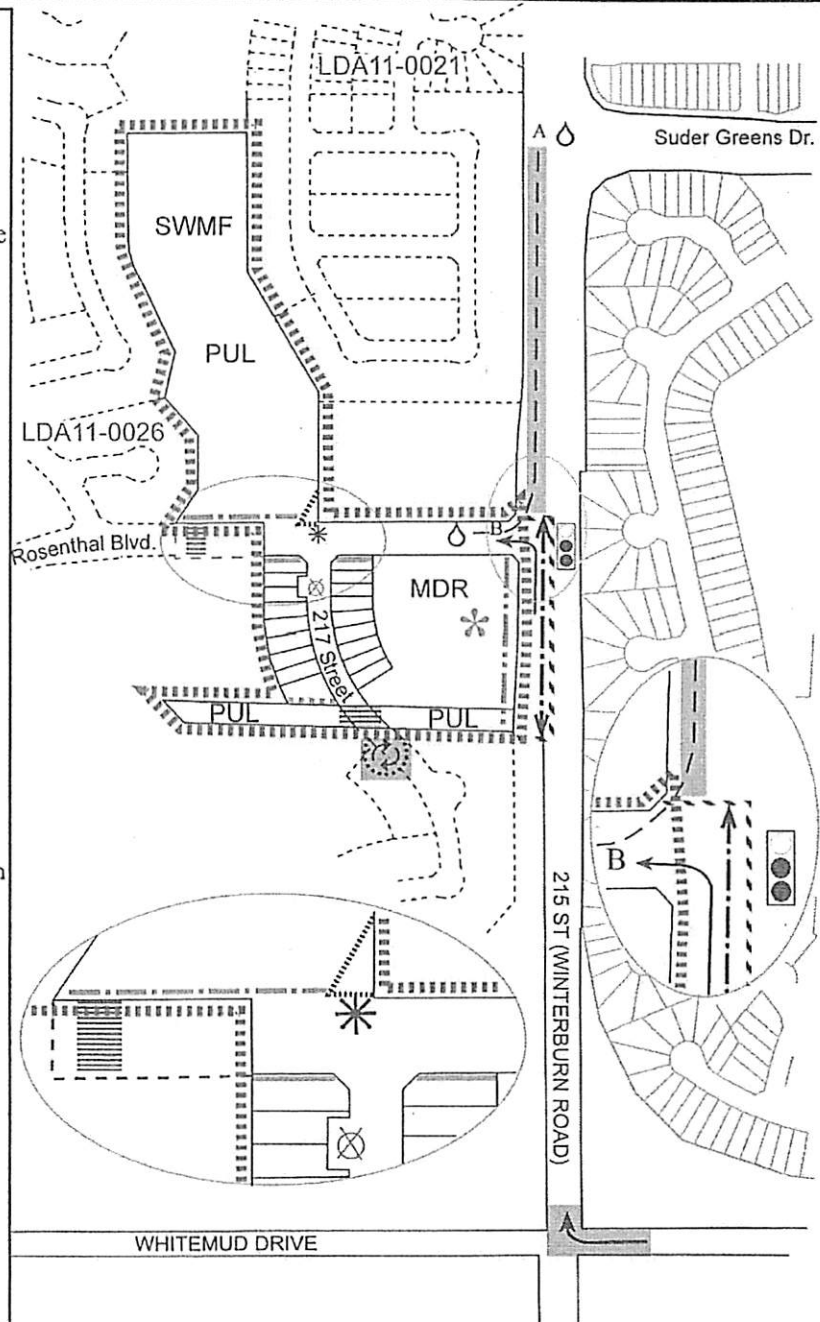 LDA11-0021
A
Suder Greens Dr.
SWMF
PUL
LDA11-0026
Rosenthal Blvd.
B
MDR
217 Street
PUL
PUL
B
215 ST (WINTERBURN ROAD)
WHITEMUD DRIVE